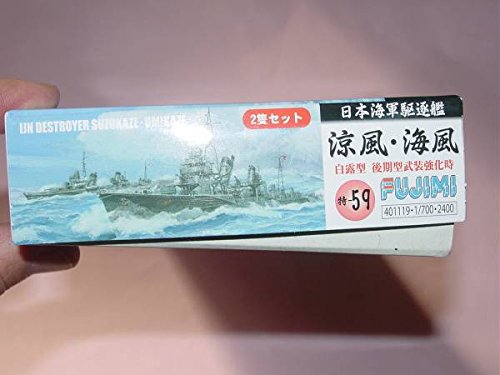 IJN DESTROYER SUZUKAZE・UMIKAZE
2隻セット
日本海軍駆逐艦
涼風・海風
白露型 後期型武装強化時
特-59
FUJIMI
401119・1/700・2400